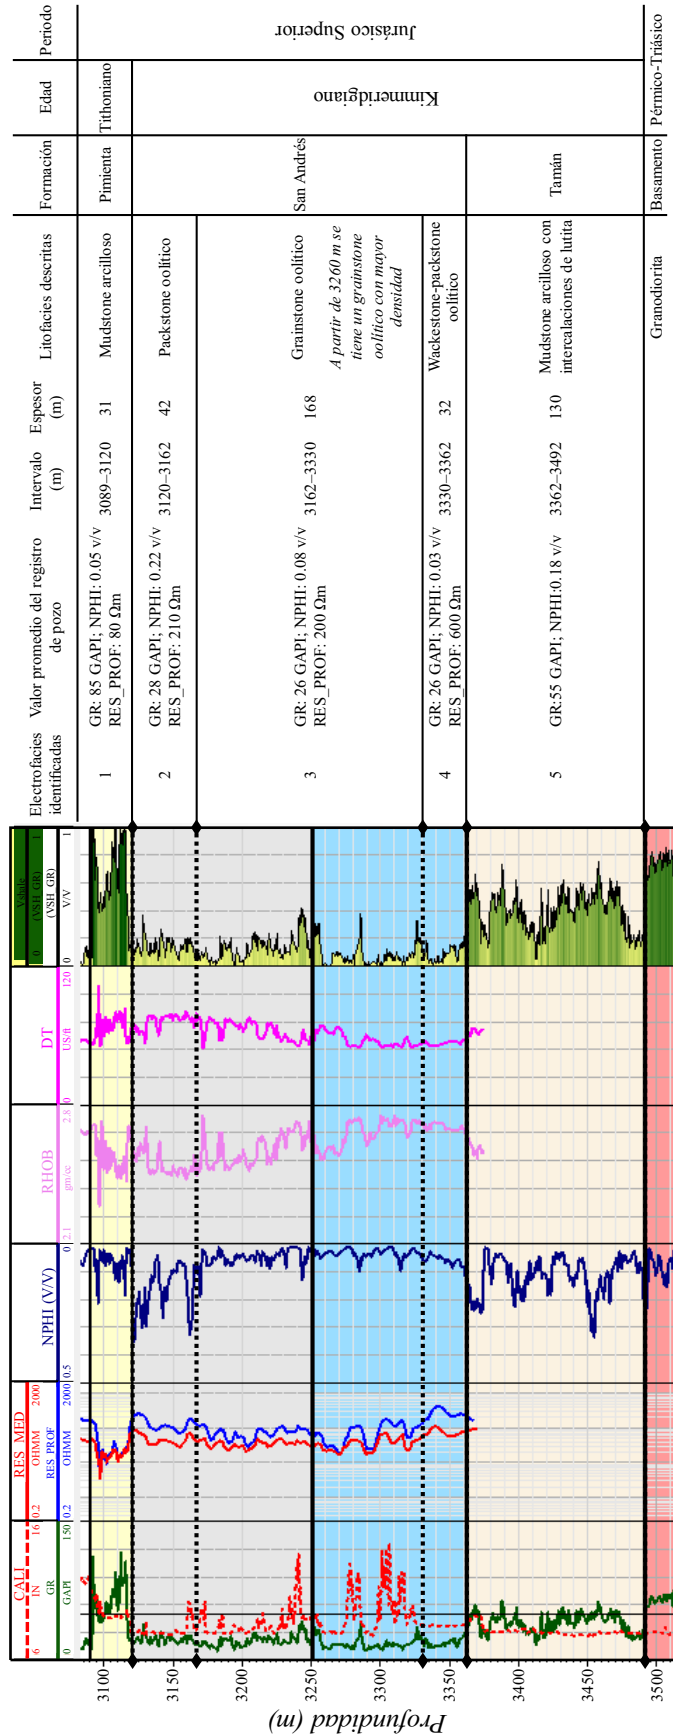 Electrofacies
identificadas
Valor promedio del registro
de pozo
Intervalo
(m)
Espesor
(m)
Litofacies descritas
Formación
Edad
Periodo
1
GR: 85 GAPI; NPHI: 0.05 v/v
RES_PROF: 80 Ωm
3089–3120
31
Mudstone arcilloso
Pimienta
Tithoniano
Jurásico Superior
2
GR: 28 GAPI; NPHI: 0.22 v/v
RES_PROF: 210 Ωm
3120–3162
42
Packstone oolítico
San Andrés
Kimmeridgiano
3
GR: 26 GAPI; NPHI: 0.08 v/v
RES_PROF: 200 Ωm
3162–3330
168
Grainstone oolítico
A partir de 3260 m se
tiene un grainstone
oolítico con mayor
densidad
4
GR: 26 GAPI; NPHI: 0.03 v/v
RES_PROF: 600 Ωm
3330–3362
32
Wackestone-packstone
oolítico
5
GR:55 GAPI; NPHI:0.18 v/v
3362–3492
130
Mudstone arcilloso con
intercalaciones de lutita
Tamán
Granodiorita
Basamento
Pérmico-Triásico
CALI
6 IN 16
GR
0 GAPI 150
RES_MED
0.2 OHMM 2000
RES_PROF
0.2 OHMM 2000
NPHI (V/V)
0.5 0
RHOB
2.1 gm/cc 2.8
DT
US/ft 120
Vshale
0 (VSH_GR) 1
(VSH_GR)
0 V/V 1
Profundidad (m)
3100
3150
3200
3250
3300
3350
3400
3450
3500